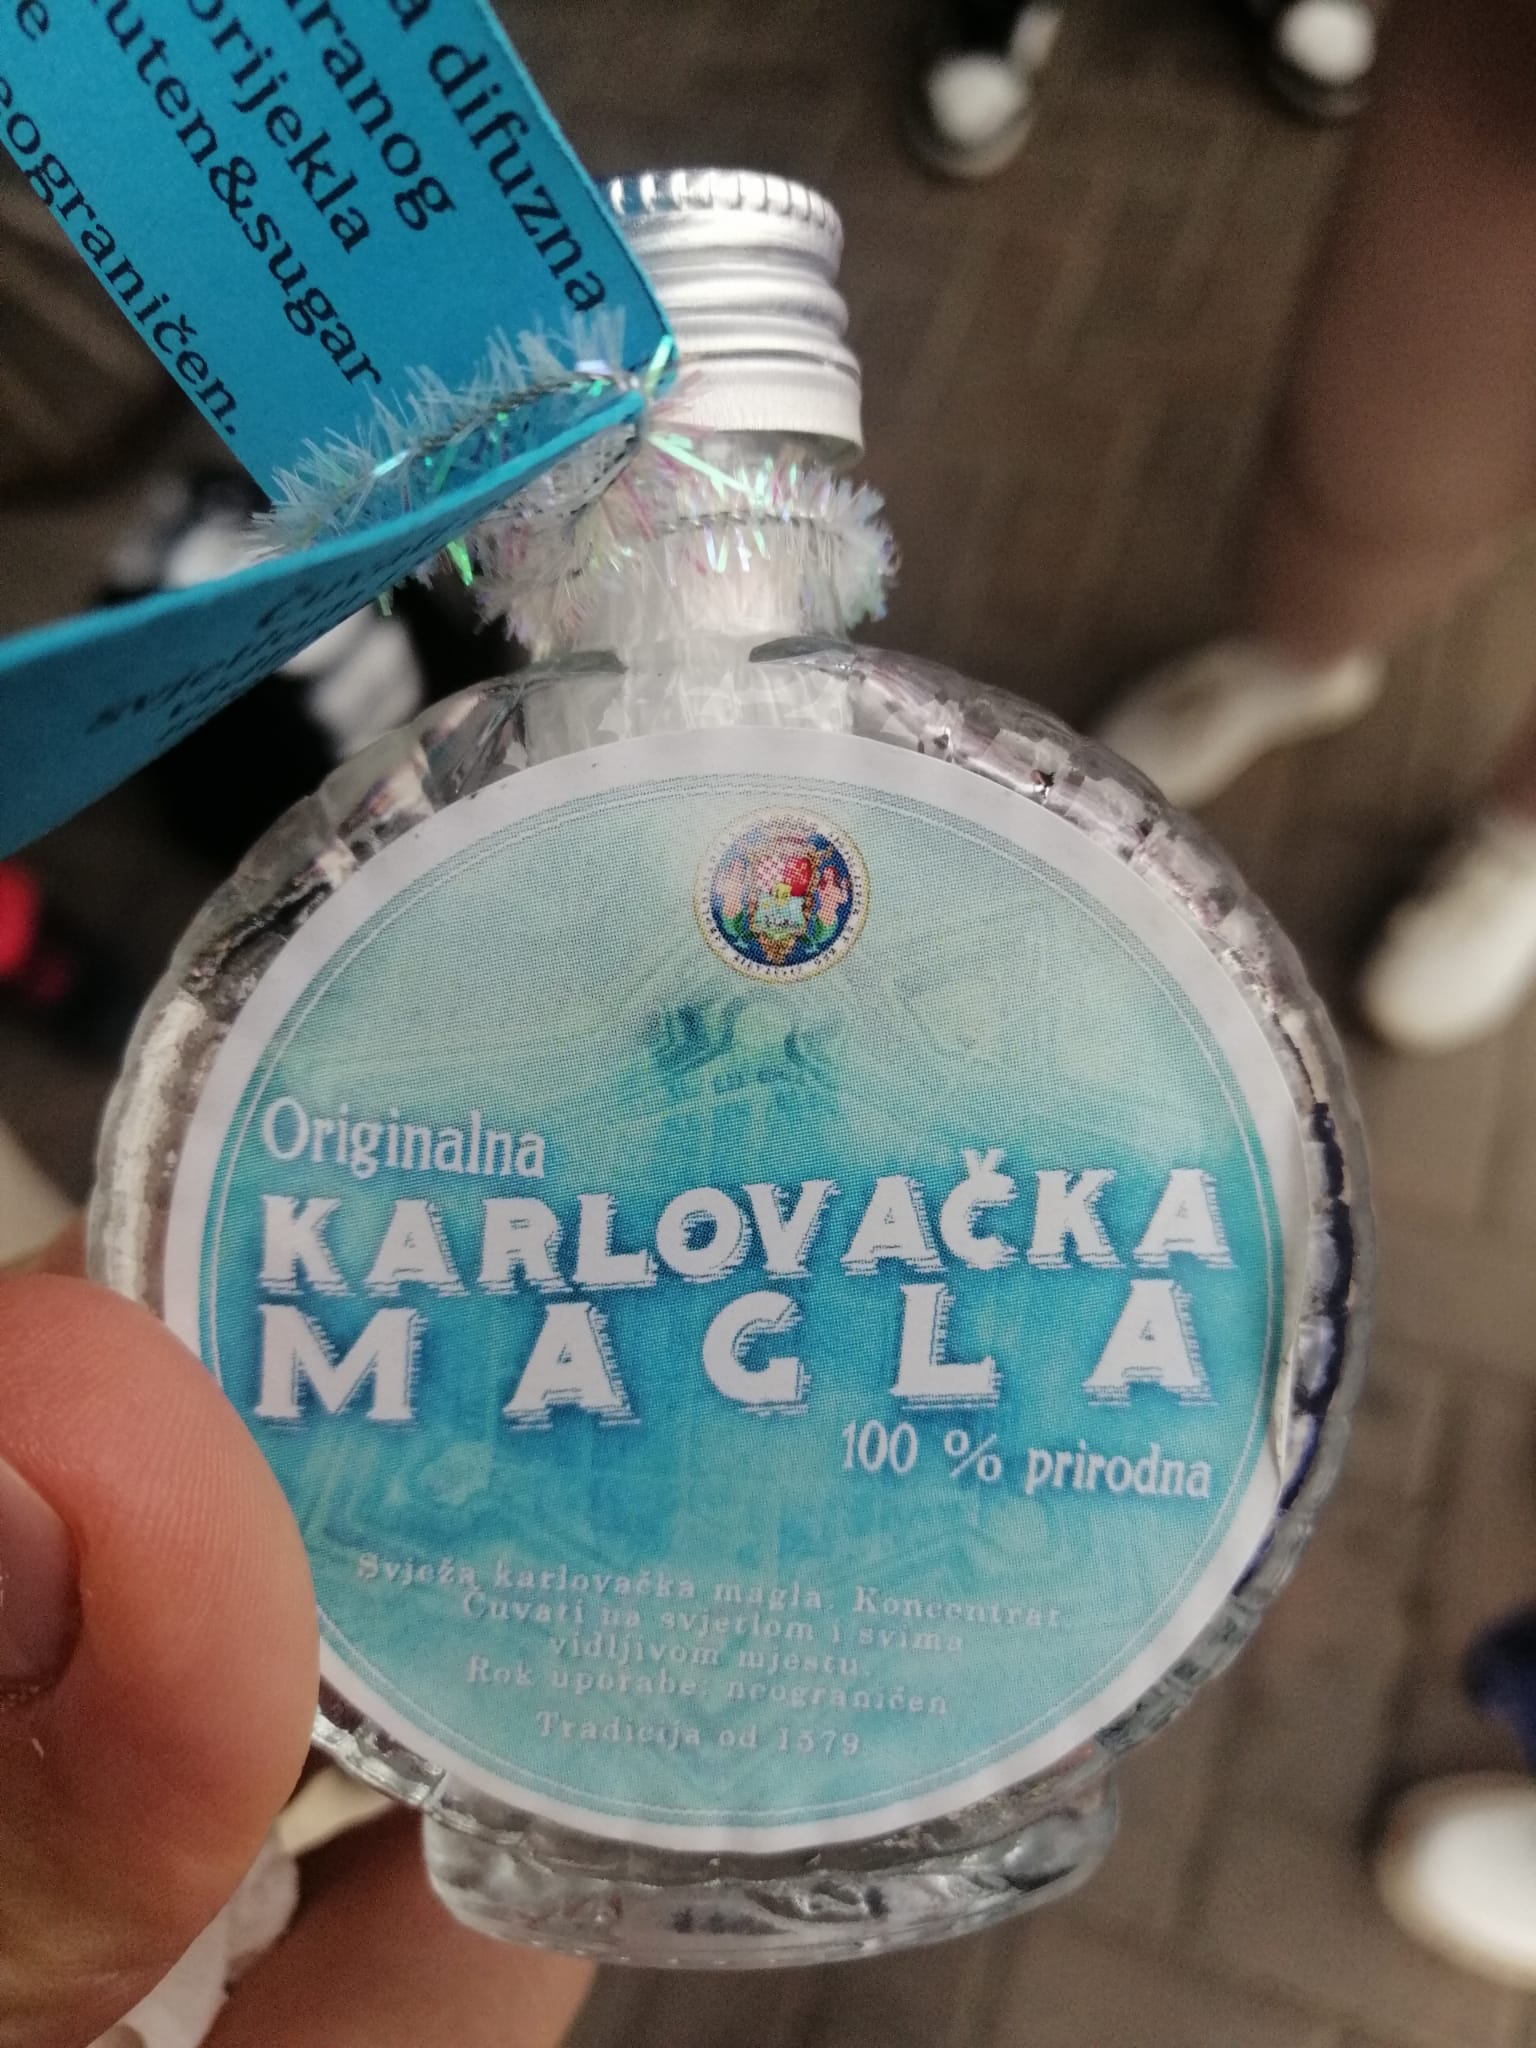 a difuzna
ranog
orijekla
uten&sugar
e
eograničen.
Originalna
KARLOVAČKA
MAGLA
100 % prirodna
Svježa karlovačka magla. Koncentrat.
Čuvati na svjetlom i svima
vidljivom mjestu.
Rok uporabe: neograničen
Tradicija od 1579.